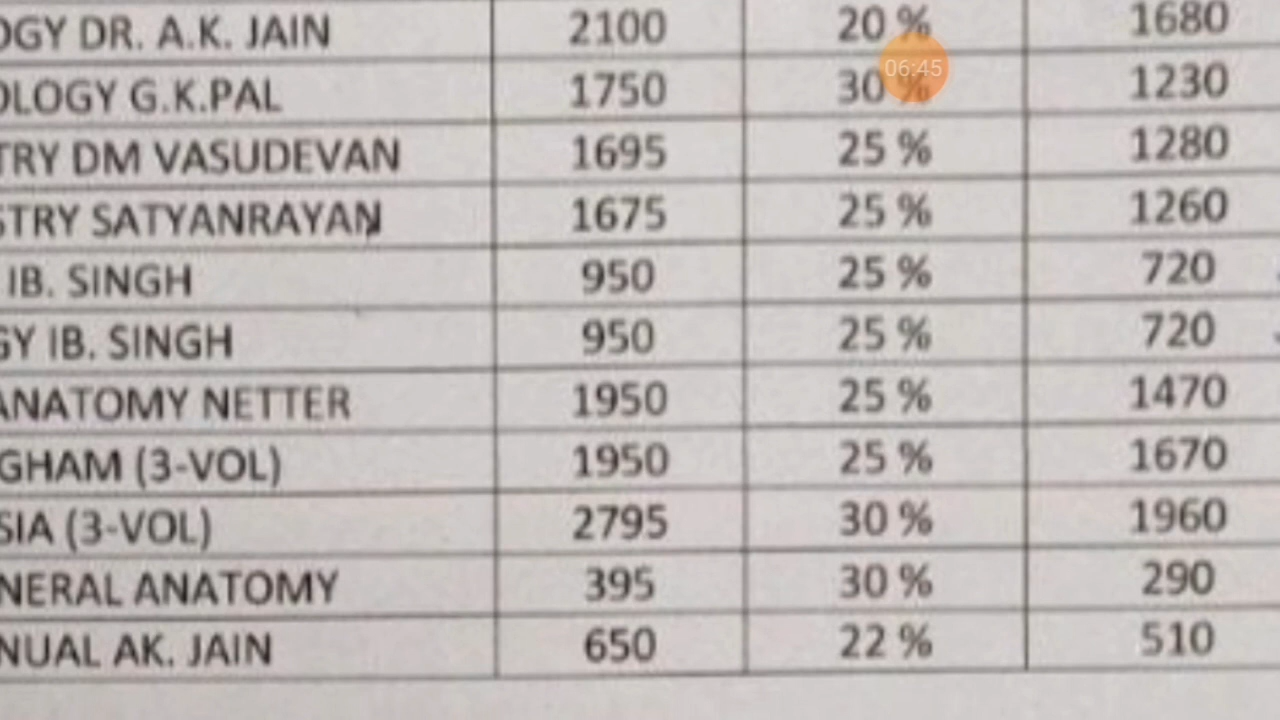 OGY DR. A.K. JAIN 2100 20 % 1680
OLOGY G.K.PAL 1750 30 % 1230
06:45
TRY DM VASUDEVAN 1695 25 % 1280
STRY SATYANRAYAN 1675 25 % 1260
IB. SINGH 950 25 % 720
GY IB. SINGH 950 25 % 720
ANATOMY NETTER 1950 25 % 1470
GHAM (3-VOL) 1950 25 % 1670
SIA (3-VOL) 2795 30 % 1960
NERAL ANATOMY 395 30 % 290
NUAL AK. JAIN 650 22 % 510